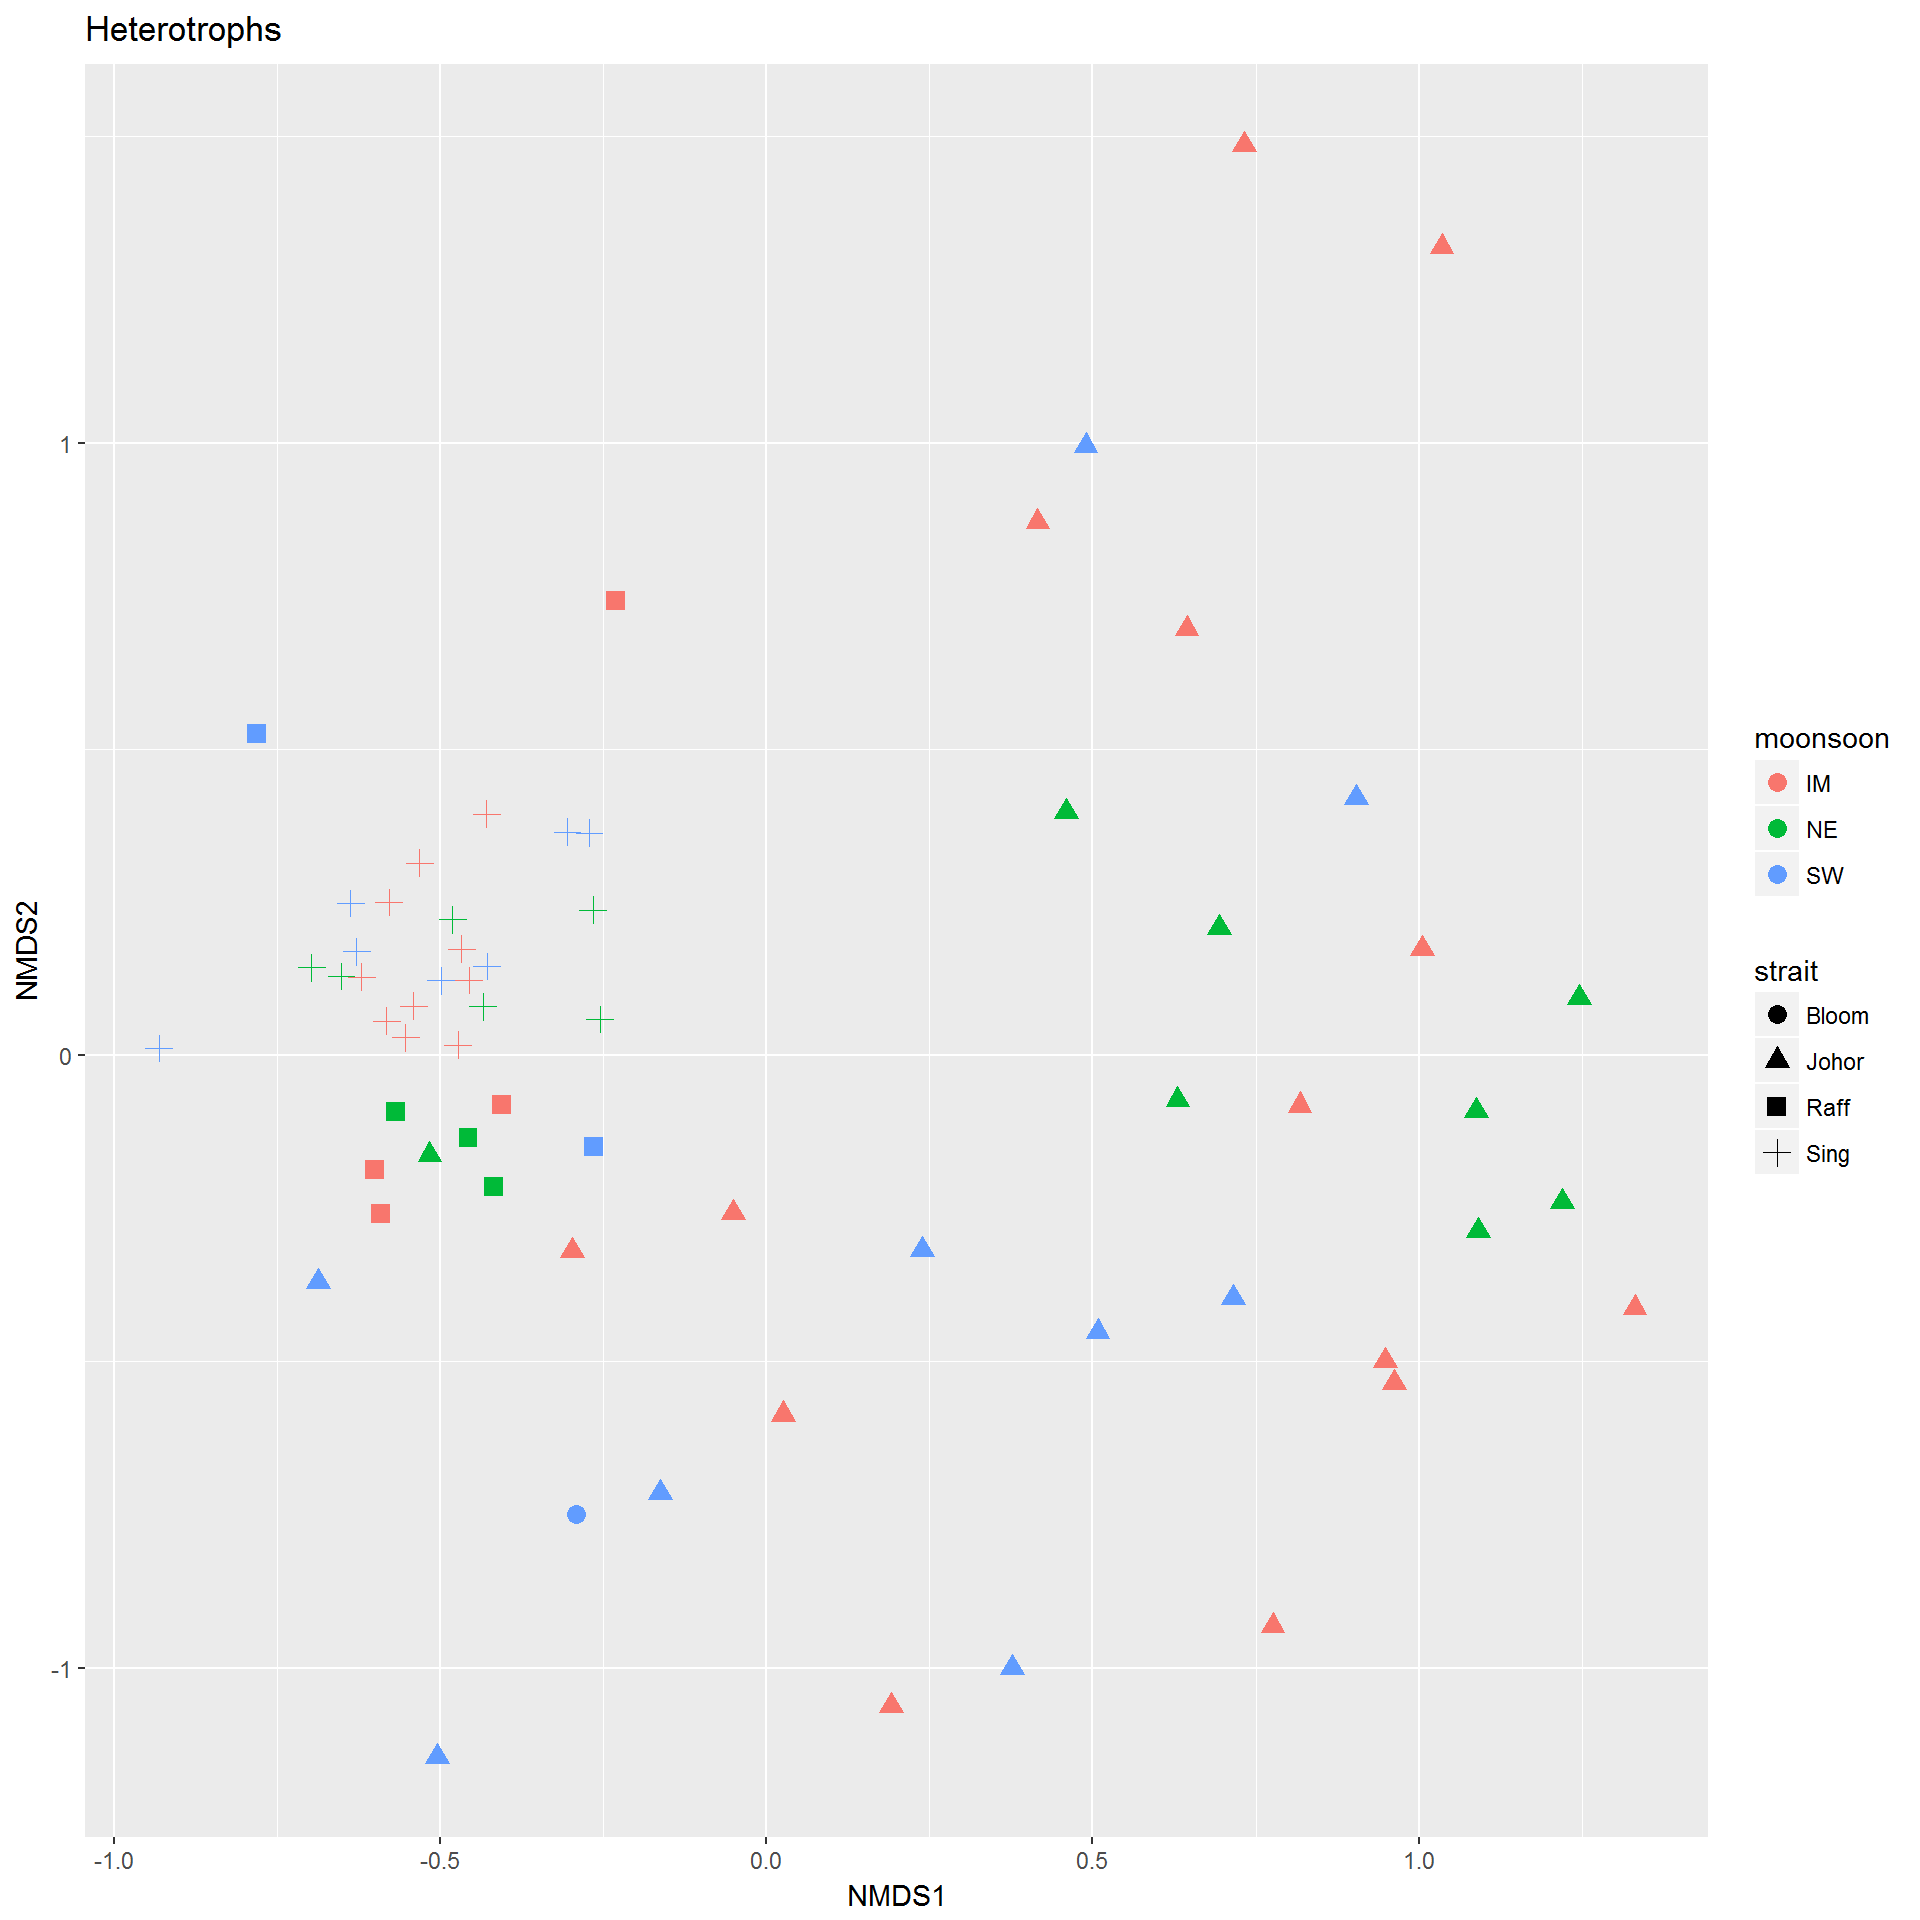 Heterotrophs
NMDS2
1
0
-1
-1.0
-0.5
0.0
0.5
1.0
NMDS1
moonsoon
IM
NE
SW
strait
Bloom
Johor
Raff
Sing